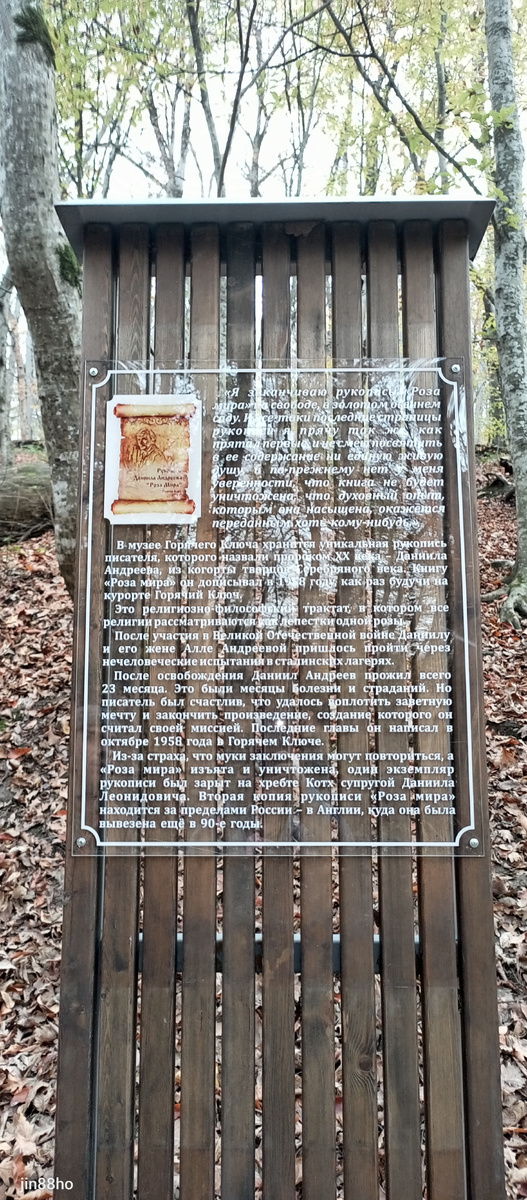 «Я заканчиваю рукопись «Роза
мира» на свободе, в золотом осеннем
саду. И всё-таки последние страницы
рукописи я прячу так же, как
прятал первые, и не смею посвятить
в ее содержание ни единую живую
душу, и по-прежнему нет у меня
уверенности, что книга не будет
уничтожена, что духовный опыт,
которым она насыщена, окажется
переданным хоть кому-нибудь»
Даниила Андреева
"Роза Мира"
В музее Горячего Ключа хранится уникальная рукопись
писателя, которого назвали пророком XX века – Даниила
Андреева, из когорты творцов Серебряного века. Книгу
«Роза мира» он дописывал в 1958 году, как раз будучи на
курорте Горячий Ключ.
Это религиозно-философский трактат, в котором все
религии рассматриваются как лепестки одной розы.
После участия в Великой Отечественной войне Даниилу
и его жене Алле Андреевой пришлось пройти через
нечеловеческие испытания в сталинских лагерях.
После освобождения Даниил Андреев прожил всего
23 месяца. Это были месяцы болезни и страданий. Но
писатель был счастлив, что удалось воплотить заветную
мечту и закончить произведение, создание которого он
считал своей миссией. Последние главы он написал в
октябре 1958 года в Горячем Ключе.
Из-за страха, что муки заключения могут повториться, а
«Роза мира» изъята и уничтожена, один экземпляр
рукописи был зарыт на хребте Котх супругой Даниила
Леонидовича. Вторая копия рукописи «Роза мира»
находится за пределами России – в Англии, куда она была
вывезена ещё в 90-е годы.
jin88ho